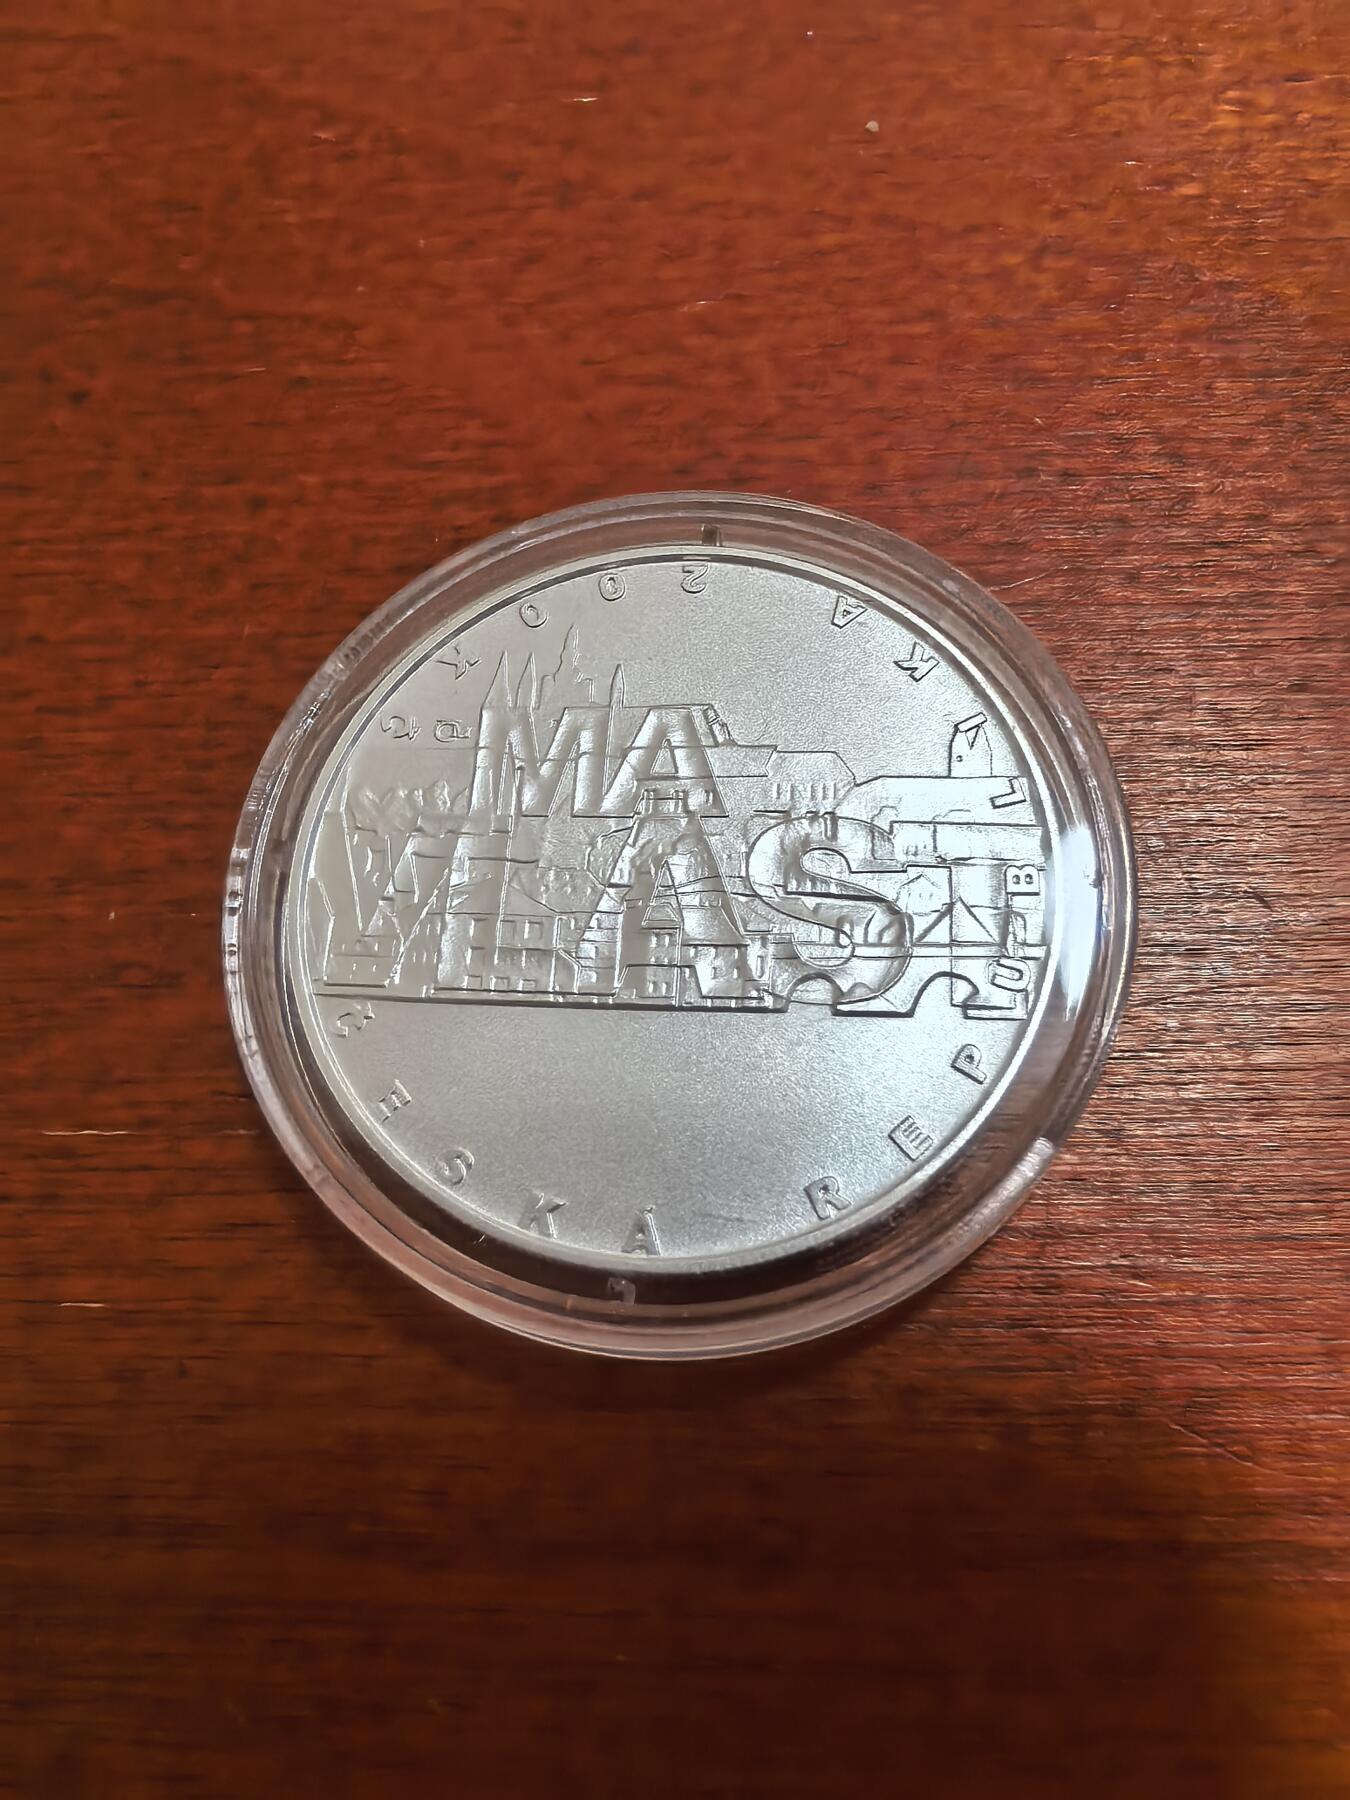 MÁ
VLAST
ČESKÁ REPUBLIKA
200 Kč